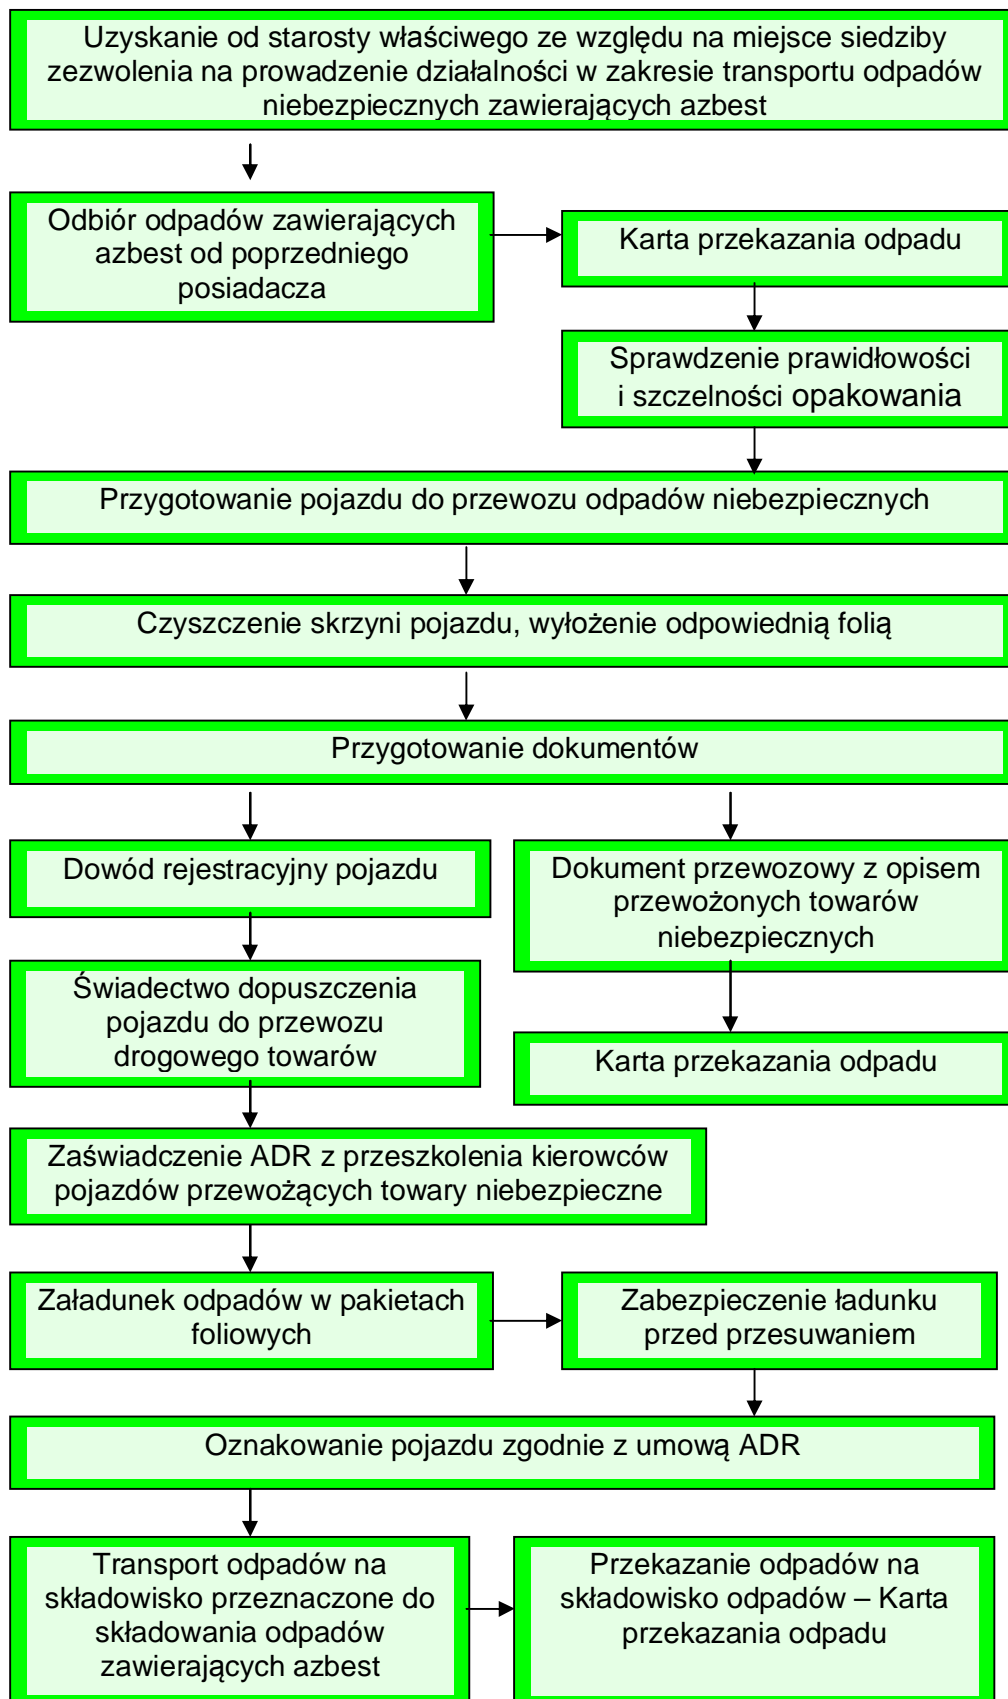 Uzyskanie od starosty właściwego ze względu na miejsce siedziby
zezwolenia na prowadzenie działalności w zakresie transportu odpadów
niebezpiecznych zawierających azbest
Odbiór odpadów zawierających
azbest od poprzedniego
posiadacza
Karta przekazania odpadu
Sprawdzenie prawidłowości
i szczelności opakowania
Przygotowanie pojazdu do przewozu odpadów niebezpiecznych
Czyszczenie skrzyni pojazdu, wyłożenie odpowiednią folią
Przygotowanie dokumentów
Dowód rejestracyjny pojazdu
Dokument przewozowy z opisem
przewożonych towarów
niebezpiecznych
Świadectwo dopuszczenia
pojazdu do przewozu
drogowego towarów
Karta przekazania odpadu
Zaświadczenie ADR z przeszkolenia kierowców
pojazdów przewożących towary niebezpieczne
Załadunek odpadów w pakietach
foliowych
Zabezpieczenie ładunku
przed przesuwaniem
Oznakowanie pojazdu zgodnie z umową ADR
Transport odpadów na
składowisko przeznaczone do
składowania odpadów
zawierających azbest
Przekazanie odpadów na
składowisko odpadów – Karta
przekazania odpadu